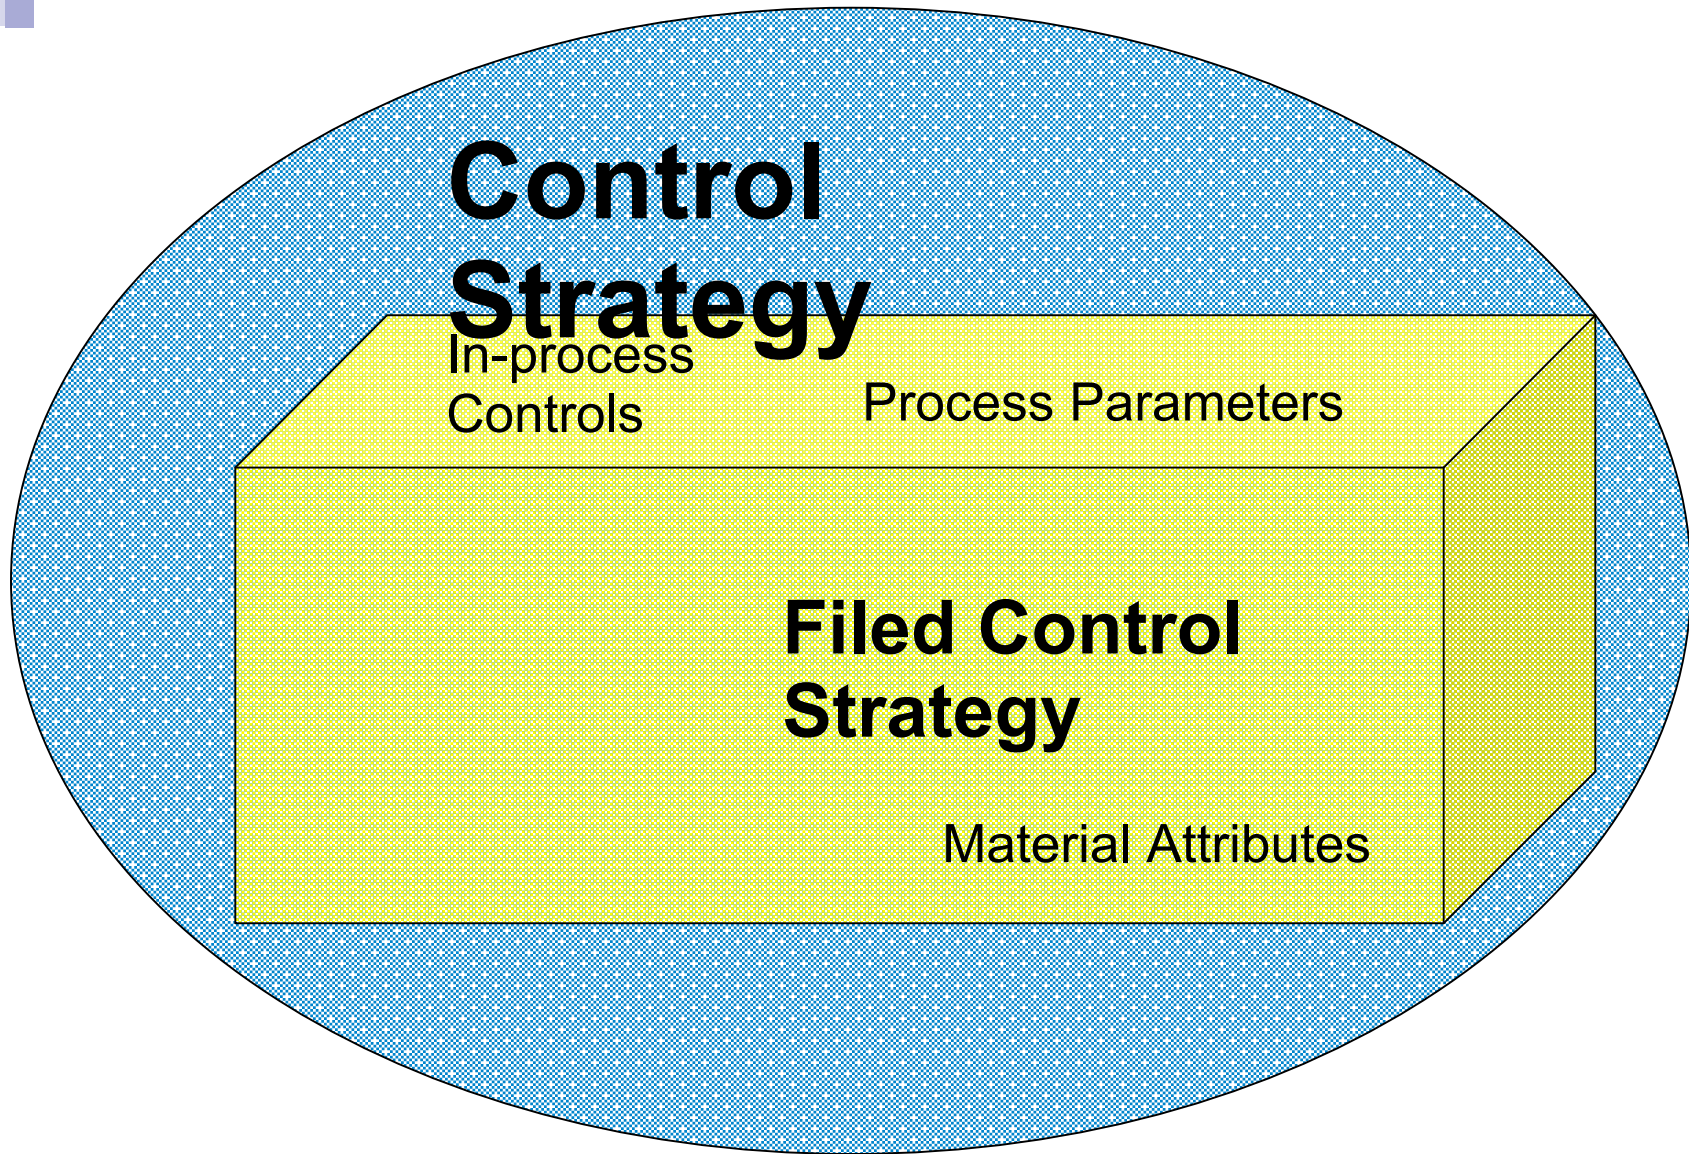 Control
Strategy
In-process
Controls
Process Parameters
Filed Control
Strategy
Material Attributes